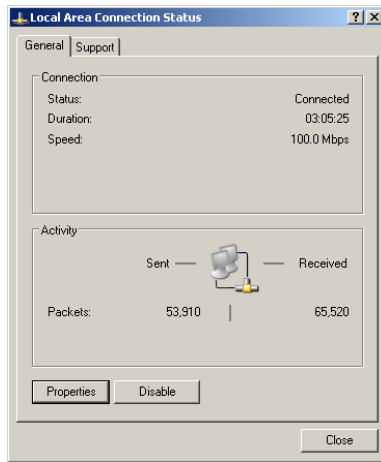 Local Area Connection Status
General Support
Connection
Status: Connected
Duration: 03:05:25
Speed: 100.0 Mbps
Activity
Sent Received
Packets: 53,910 65,520
Properties Disable
Close